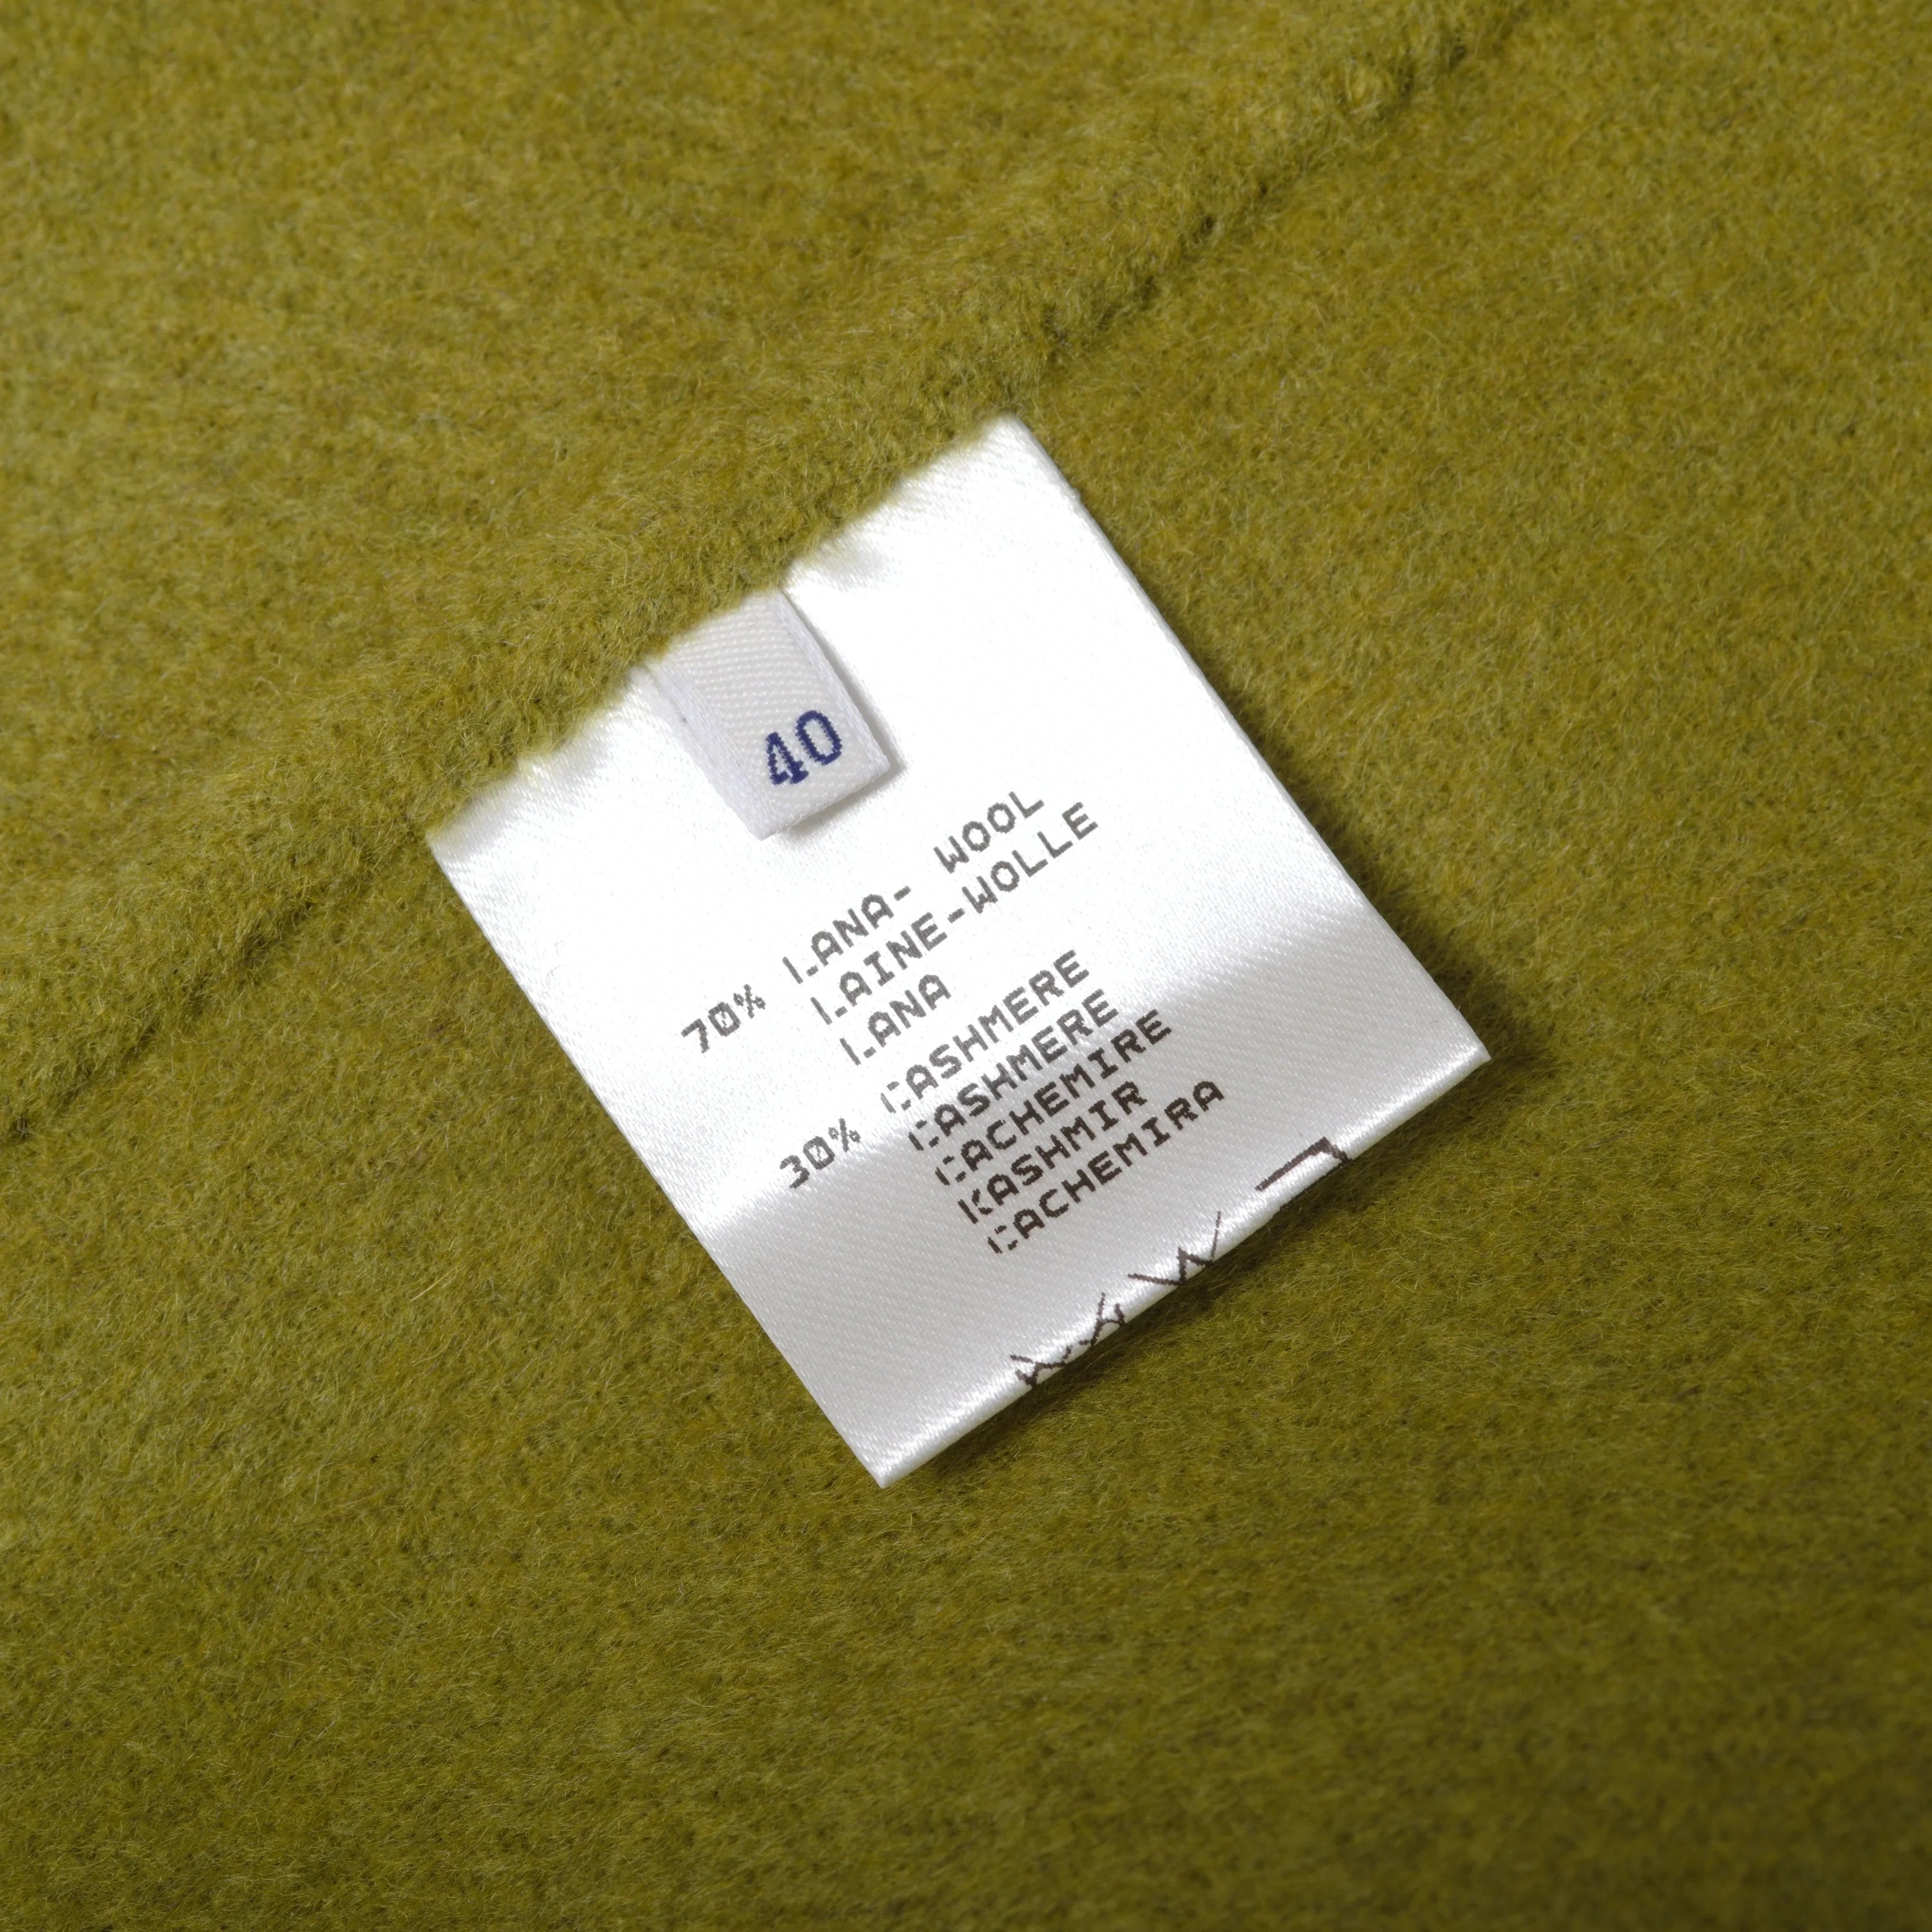 40
70% LANA- WOOL
LAINE-WOLLE
LANA
30% CASHMERE
CASHMERE
CACHEMIRE
KASHMIR
CACHEMIRA